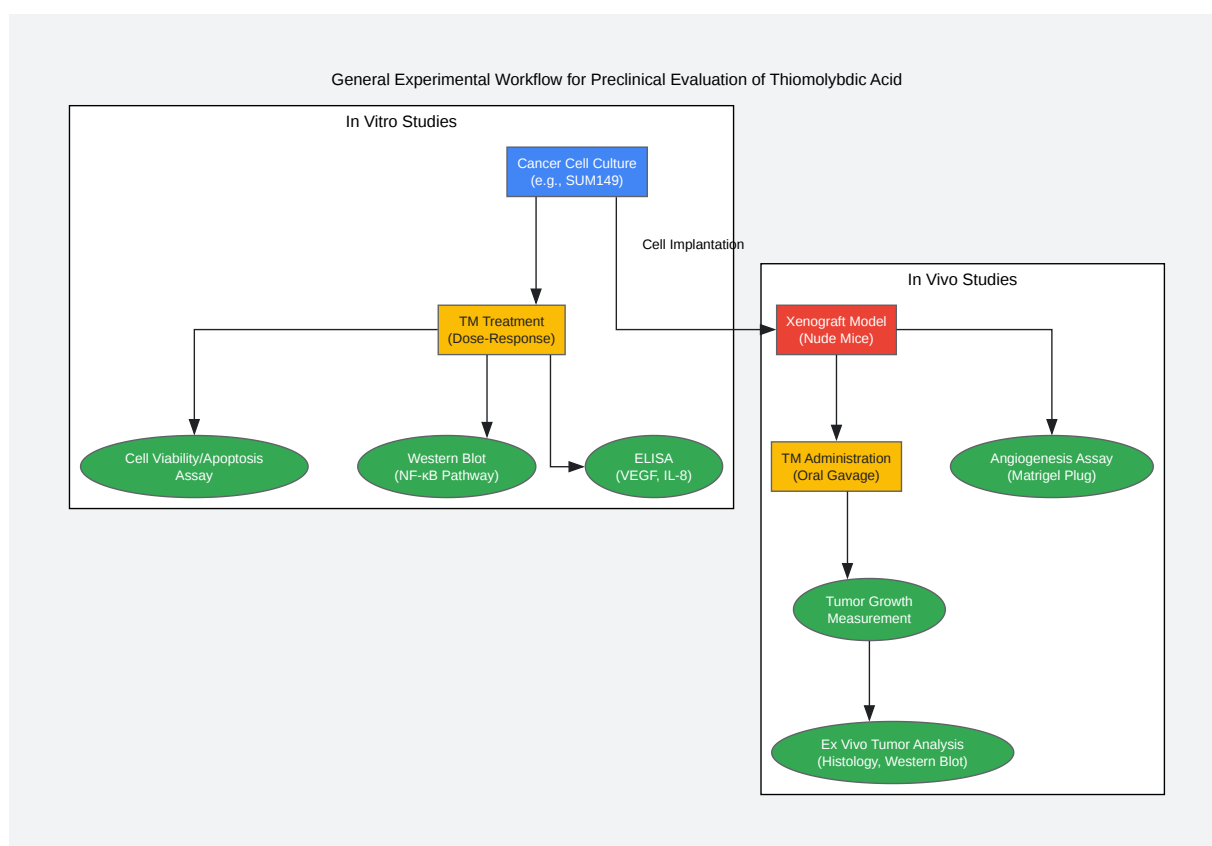 General Experimental Workflow for Preclinical Evaluation of Thiomolybdic Acid
In Vitro Studies
Cancer Cell Culture
(e.g., SUM149)
Cell Implantation
In Vivo Studies
TM Treatment
(Dose-Response)
Xenograft Model
(Nude Mice)
Cell Viability/Apoptosis
Assay
Western Blot
(NF-κB Pathway)
ELISA
(VEGF, IL-8)
TM Administration
(Oral Gavage)
Angiogenesis Assay
(Matrigel Plug)
Tumor Growth
Measurement
Ex Vivo Tumor Analysis
(Histology, Western Blot)